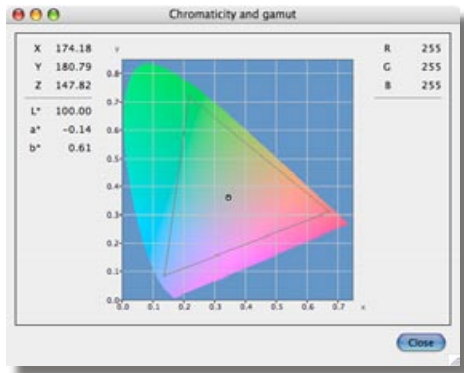 Chromaticity and gamut
X 174.18
Y 180.79
Z 147.82
L* 100.00
a* -0.14
b* 0.61
R 255
G 255
B 255
y
0.8
0.7
0.6
0.5
0.4
0.3
0.2
0.1
0.0
0.0 0.1 0.2 0.3 0.4 0.5 0.6 0.7 x
Close